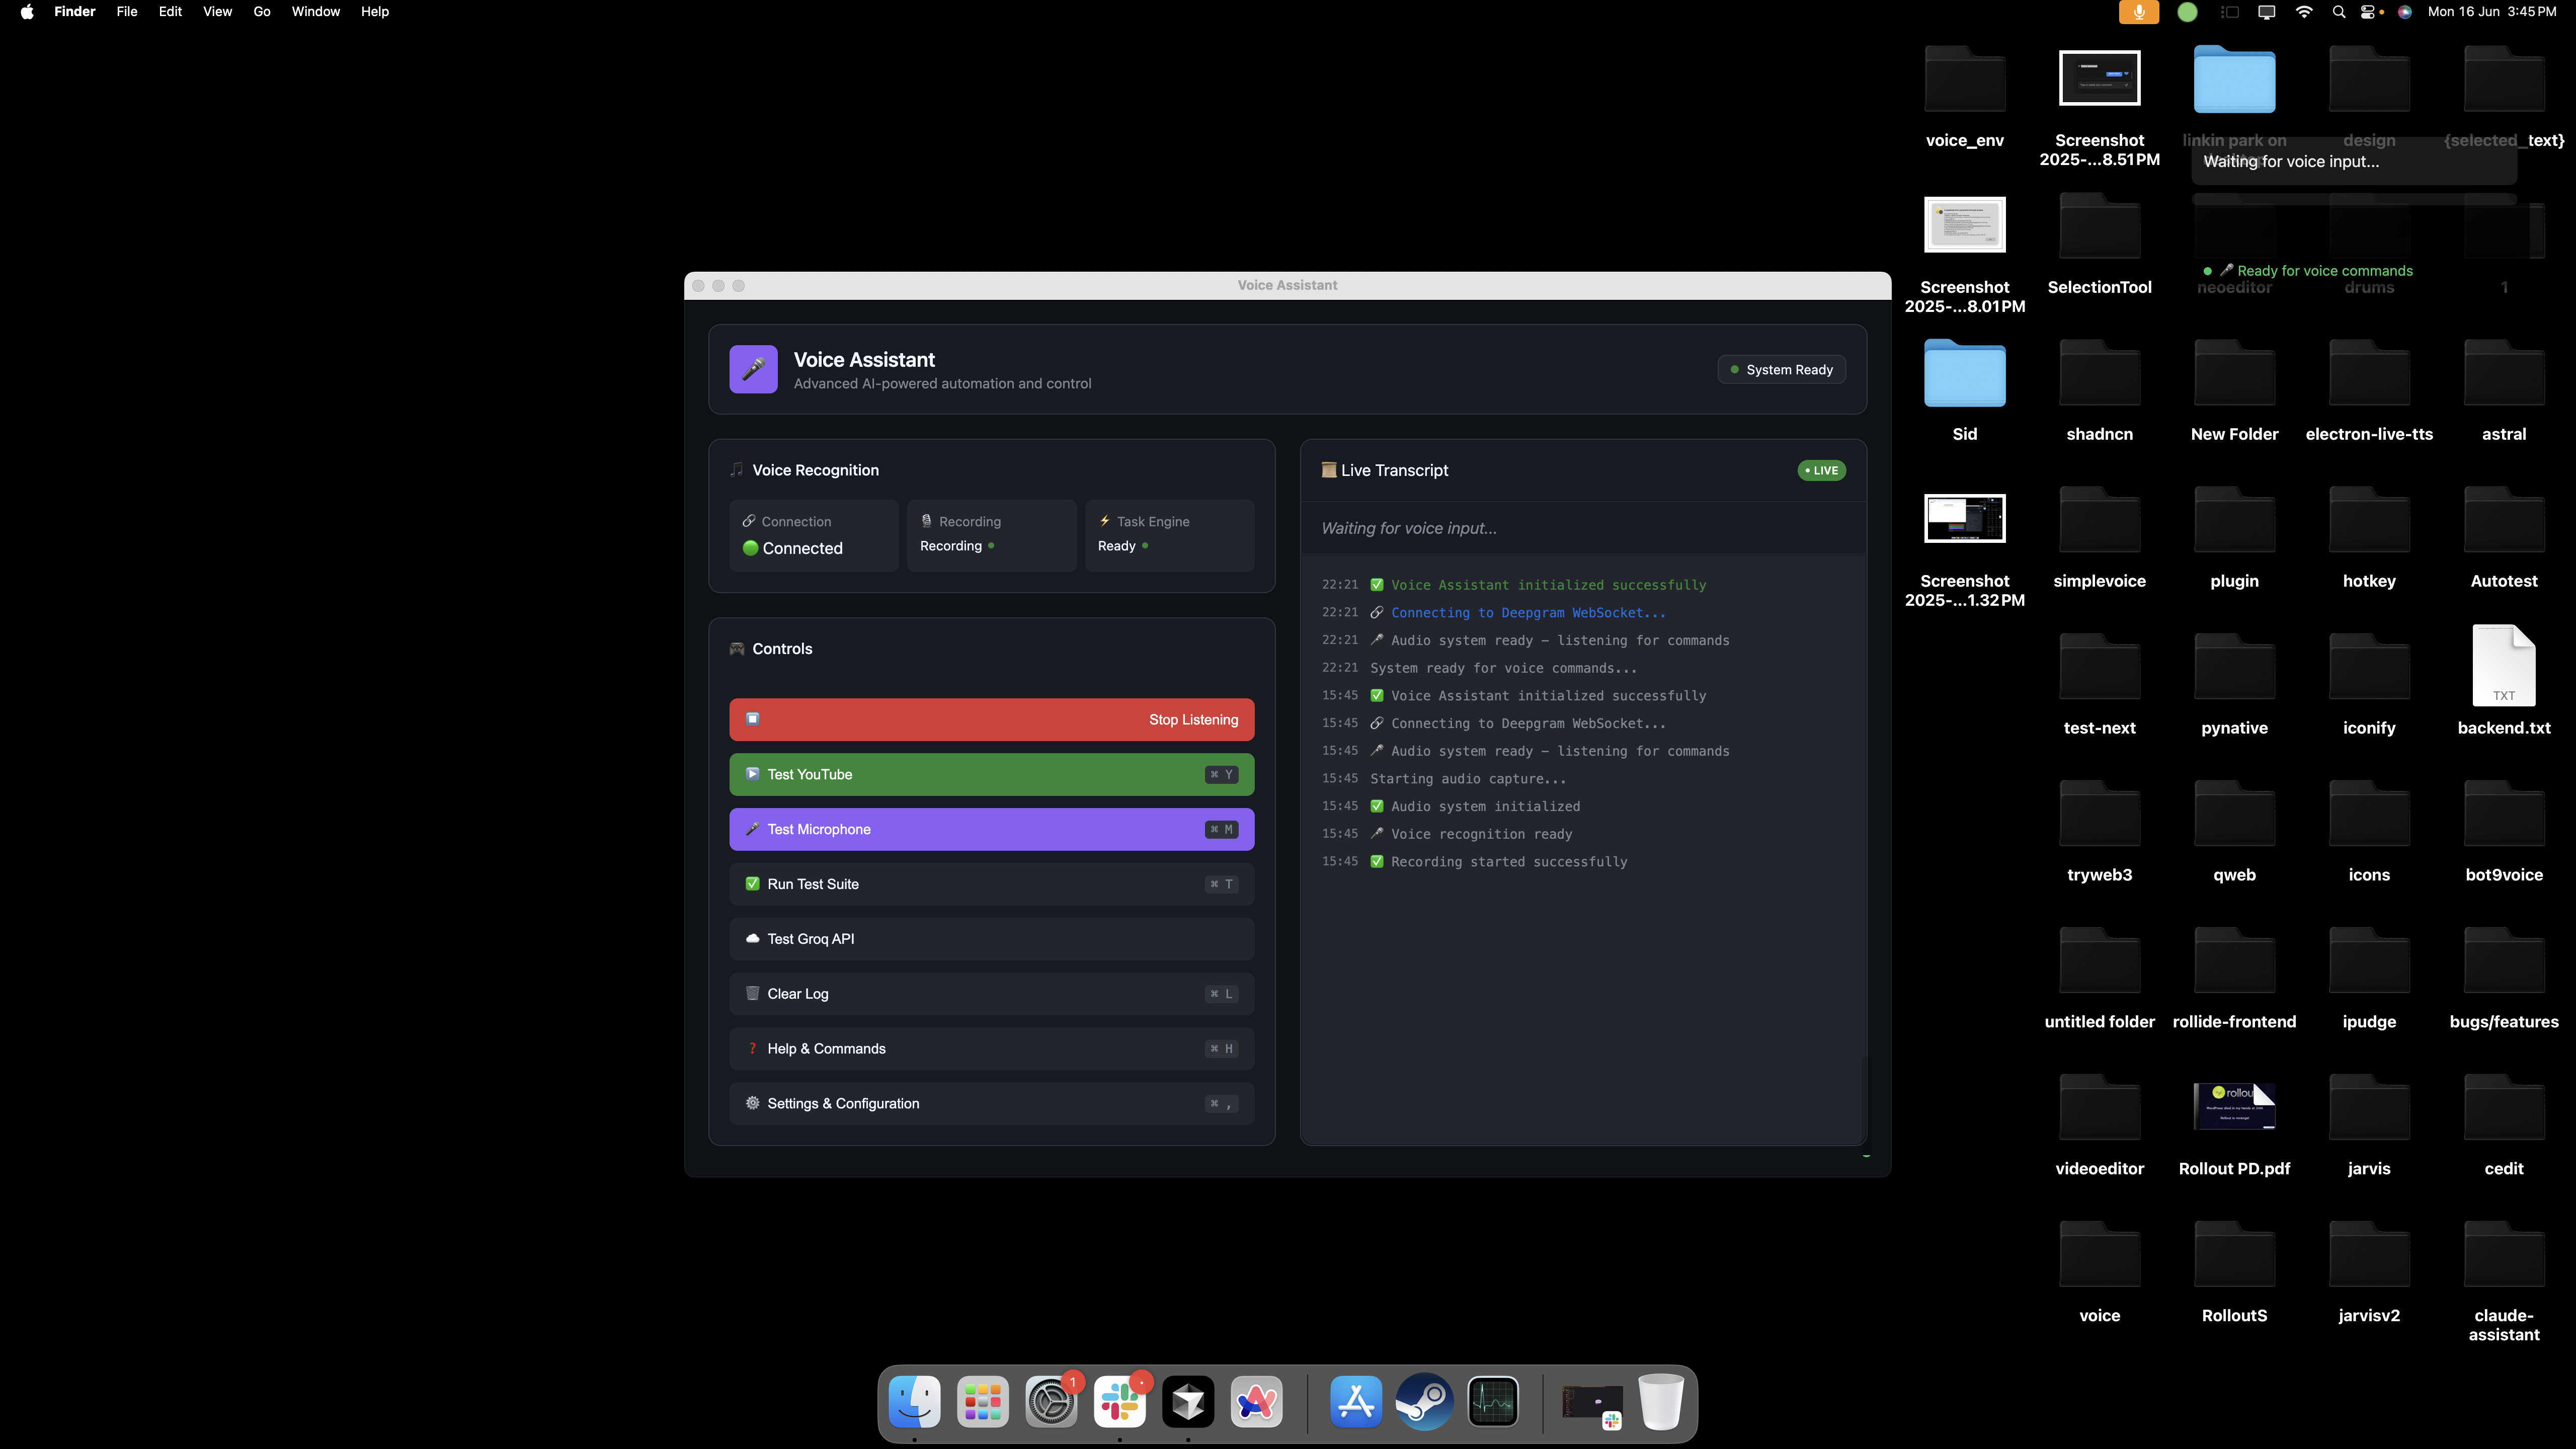 Finder File Edit View Go Window Help
Mon 16 Jun 3:45 PM
voice_env
Screenshot
2025-...8.51 PM
linkin park on
design
{selected_text}
Waiting for voice input...
Screenshot
2025-...8.01 PM
SelectionTool
🎤 Ready for voice commands
neoeditor
drums
1
Sid
shadncn
New Folder
electron-live-tts
astral
Screenshot
2025-...1.32 PM
simplevoice
plugin
hotkey
Autotest
test-next
pynative
iconify
TXT
backend.txt
tryweb3
qweb
icons
bot9voice
untitled folder
rollide-frontend
ipudge
bugs/features
videoeditor
rollou
Rollout PD.pdf
jarvis
cedit
voice
RolloutS
jarvisv2
claude-
assistant
Voice Assistant
Voice Assistant
Advanced AI-powered automation and control
System Ready
Voice Recognition
Connection
Connected
Recording
Recording
Task Engine
Ready
Controls
Stop Listening
Test YouTube ⌘ Y
Test Microphone ⌘ M
Run Test Suite ⌘ T
Test Groq API
Clear Log ⌘ L
Help & Commands ⌘ H
Settings & Configuration ⌘ ,
Live Transcript
• LIVE
Waiting for voice input...
22:21 ✅ Voice Assistant initialized successfully
22:21 🔗 Connecting to Deepgram WebSocket...
22:21 🎤 Audio system ready – listening for commands
22:21 System ready for voice commands...
15:45 ✅ Voice Assistant initialized successfully
15:45 🔗 Connecting to Deepgram WebSocket...
15:45 🎤 Audio system ready – listening for commands
15:45 Starting audio capture...
15:45 ✅ Audio system initialized
15:45 🎤 Voice recognition ready
15:45 ✅ Recording started successfully
1